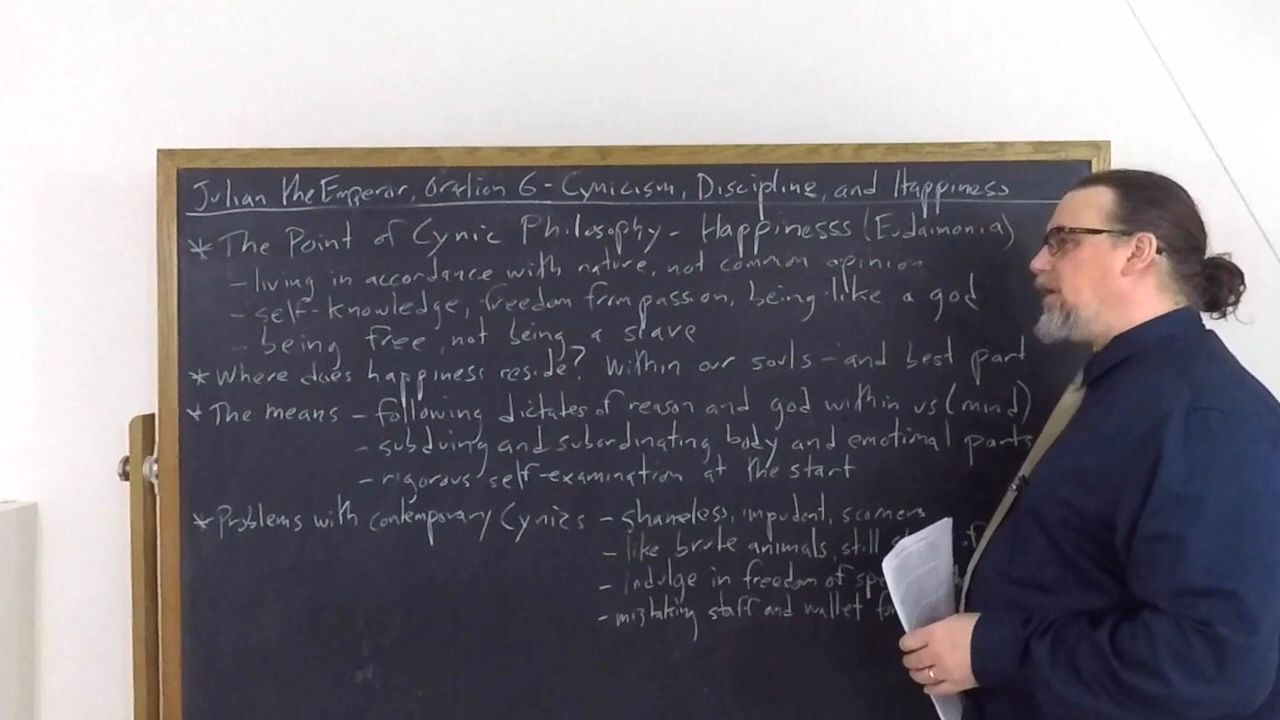 Julian the Emperor, Oration 6 - Cynicism, Discipline, and Happiness
* The Point of Cynic Philosophy - Happinesss (Eudaimonia)
- living in accordance with nature, not common opinion
- self-knowledge, freedom from passion, being like a god
- being free, not being a slave
* Where does happiness reside? Within our souls - and best part
* The means - following dictates of reason and god within us (mind)
- subduing and subordinating body and emotional parts
- rigorous self-examination at the start
* Problems with contemporary Cynics - shameless, impudent, scorners
- like brute animals, still
- Indulge in freedom of
- mistaking staff and wallet